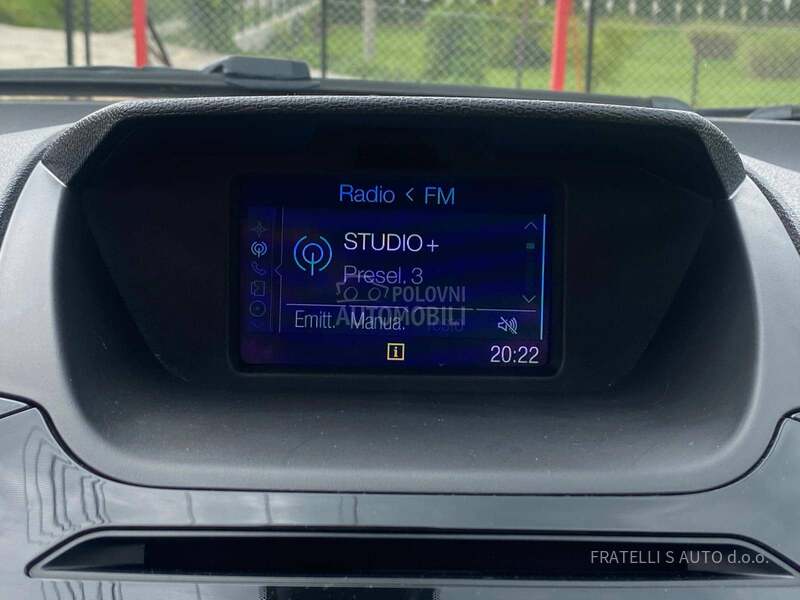 Radio < FM
STUDIO+
Presel. 3
POLOVNI
AUTOMOBILI
Emitt. Manua.
20:22
FRATELLI S AUTO d.o.o.